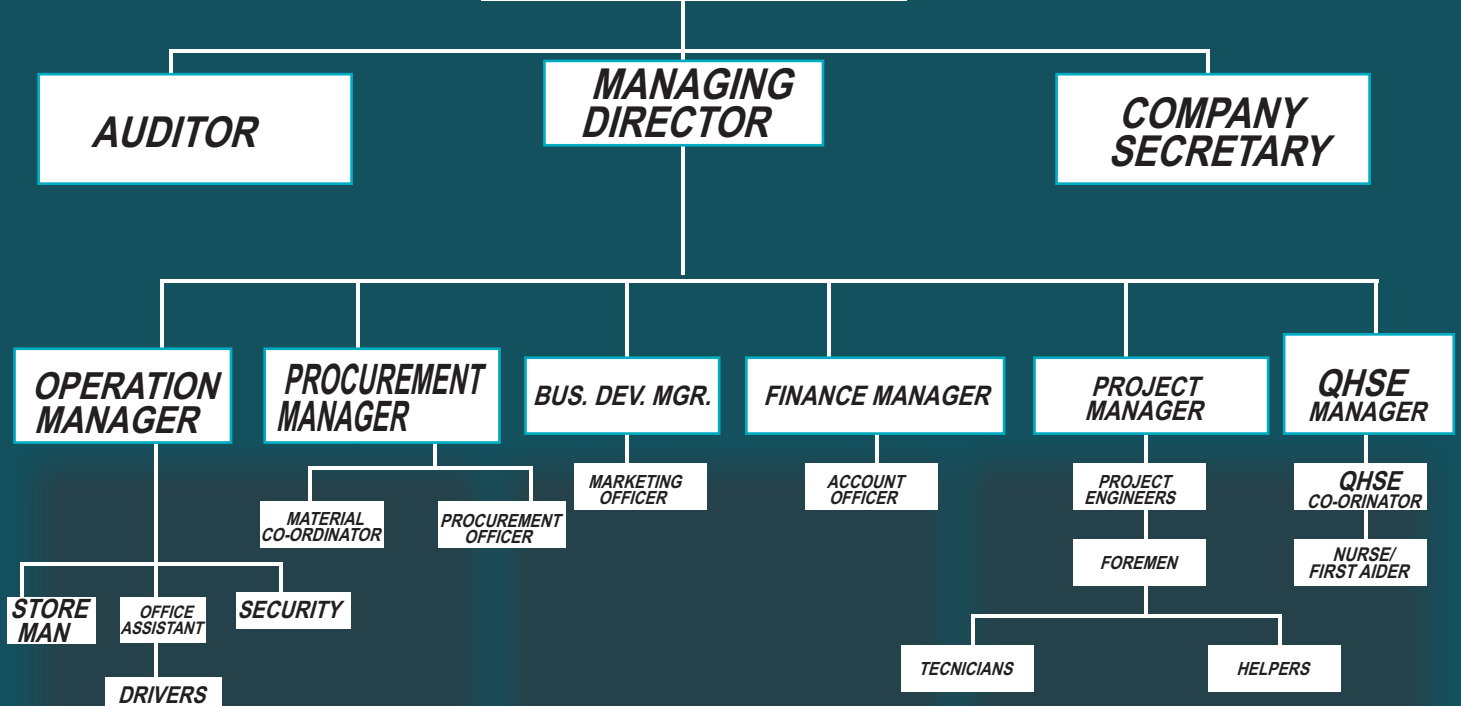 AUDITOR
MANAGING
DIRECTOR
COMPANY
SECRETARY
OPERATION
MANAGER
PROCUREMENT
MANAGER
BUS. DEV. MGR.
FINANCE MANAGER
PROJECT
MANAGER
QHSE
MANAGER
MARKETING
OFFICER
ACCOUNT
OFFICER
PROJECT
ENGINEERS
QHSE
CO-ORINATOR
MATERIAL
CO-ORDINATOR
PROCUREMENT
OFFICER
FOREMEN
NURSE/
FIRST AIDER
STORE
MAN
OFFICE
ASSISTANT
SECURITY
TECNICIANS
HELPERS
DRIVERS